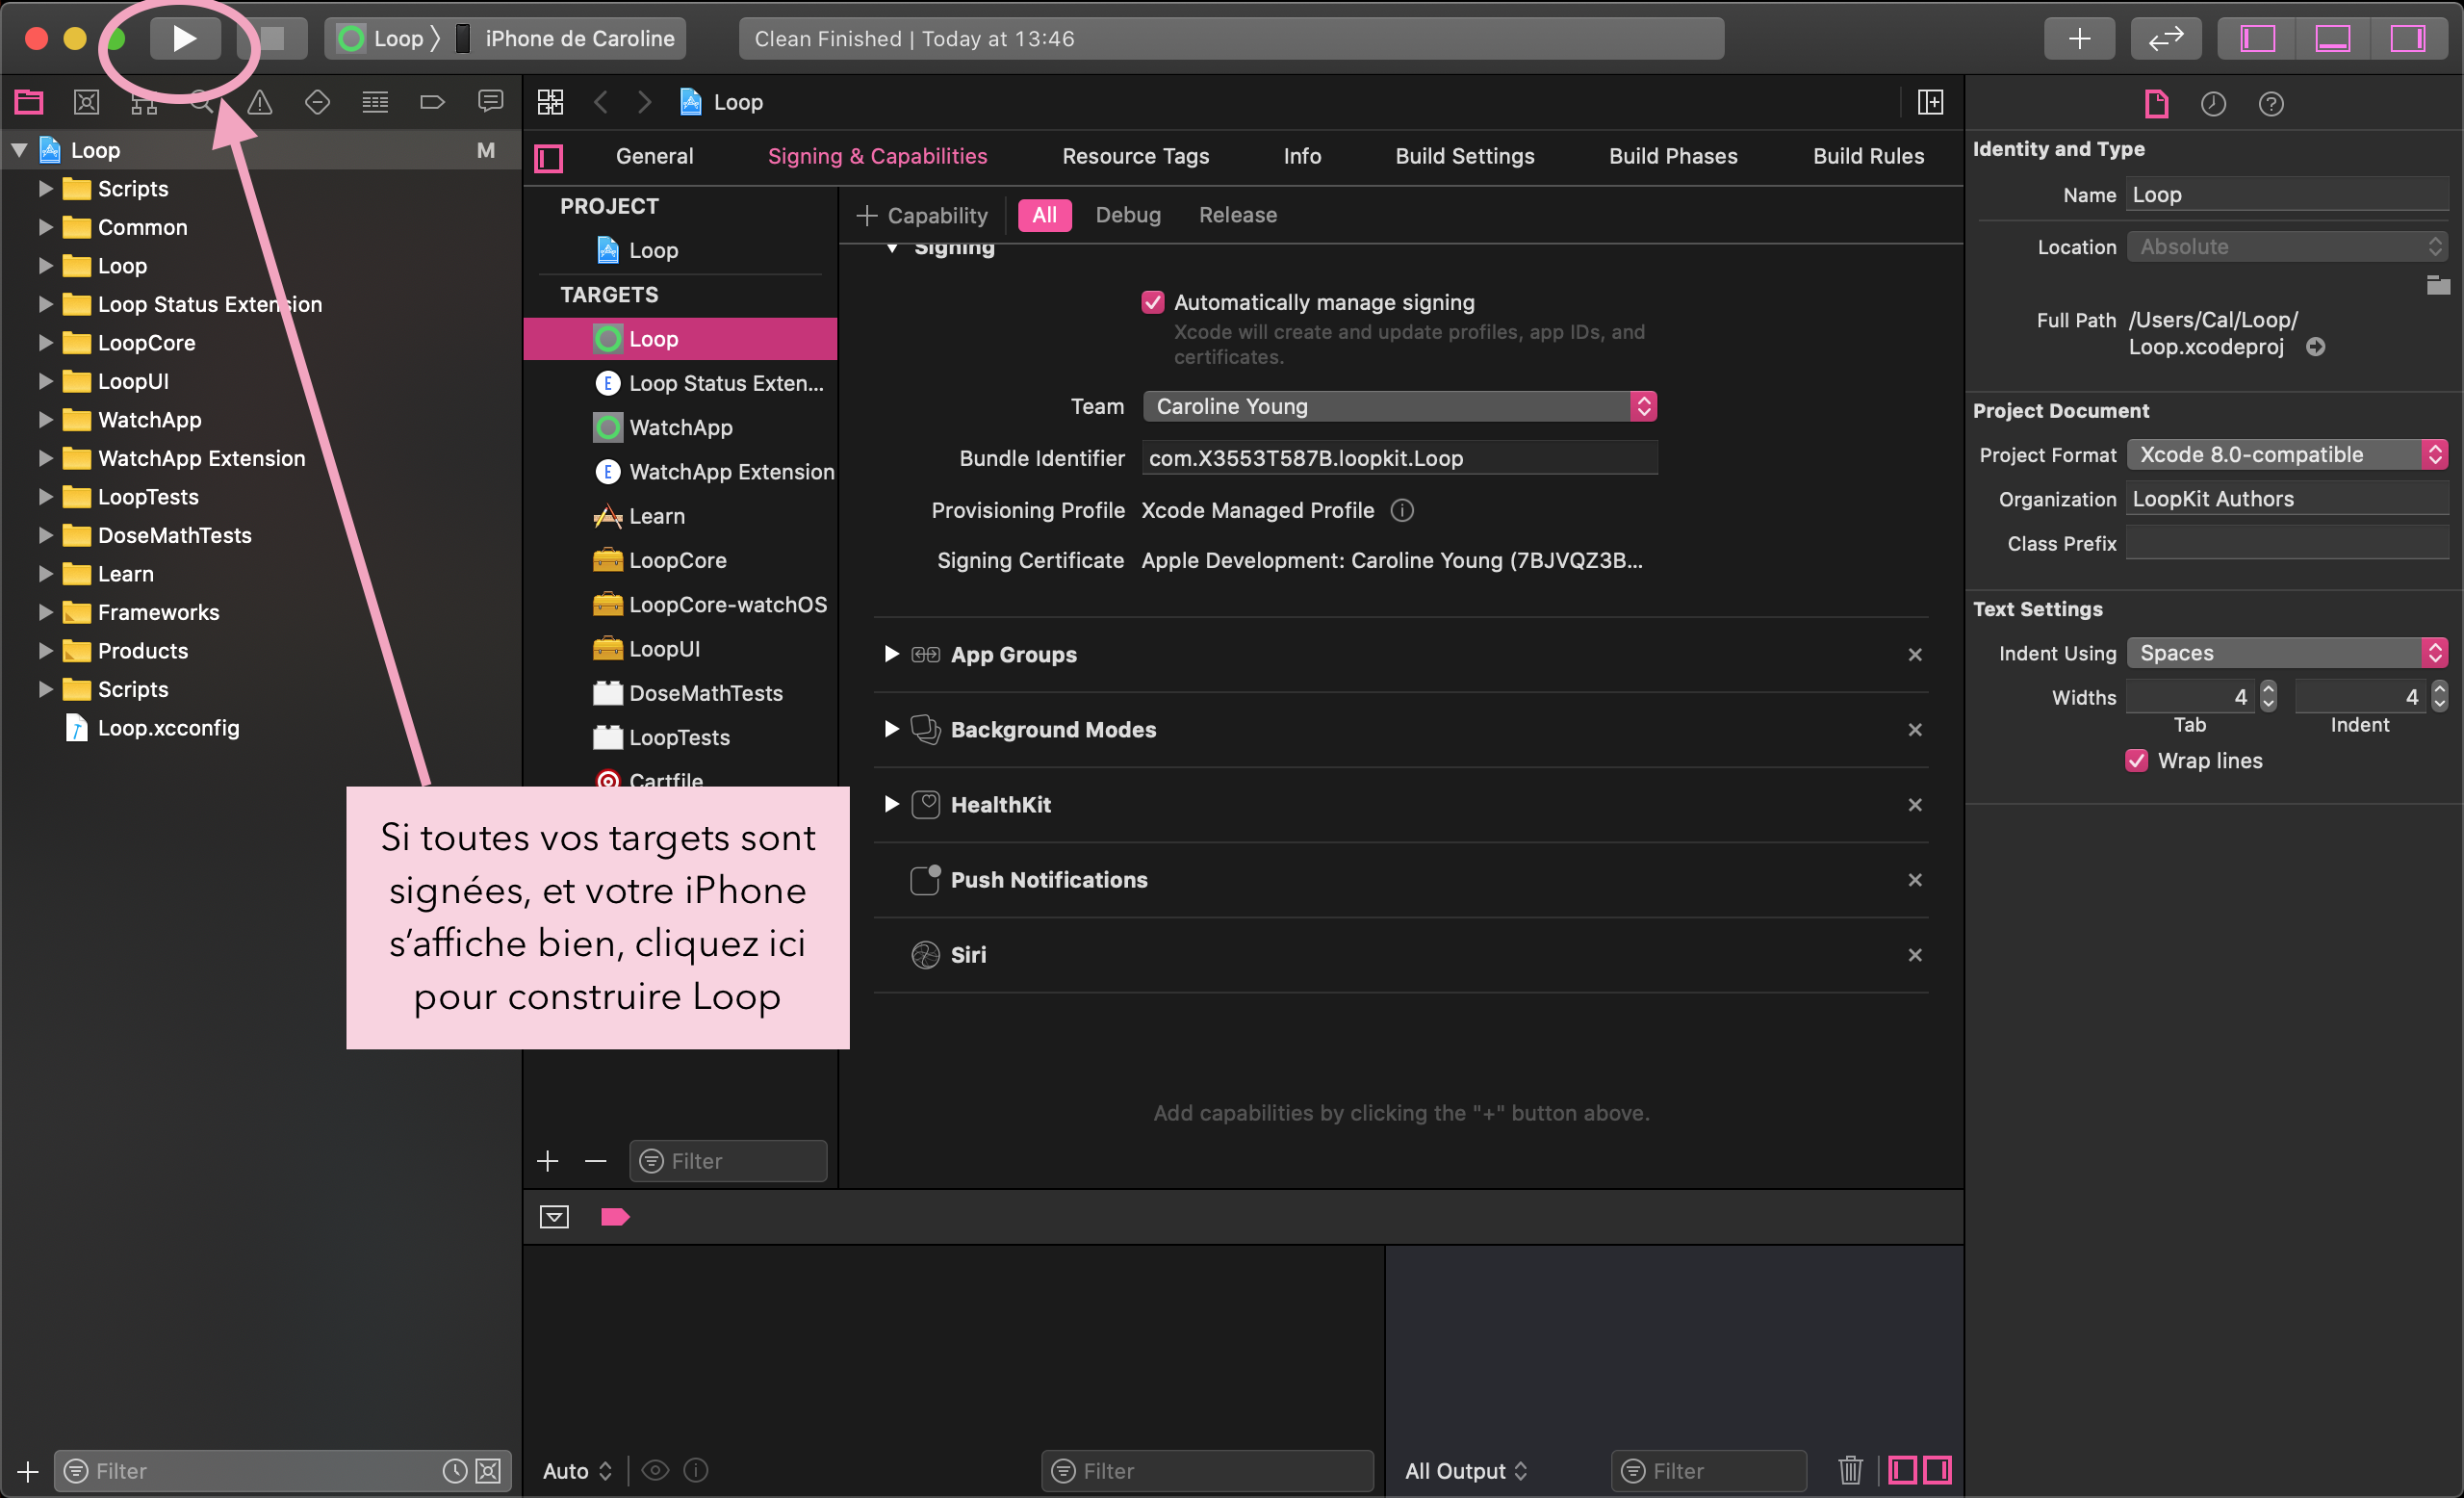 Loop
iPhone de Caroline
Clean Finished | Today at 13:46
Loop
M
Scripts
Common
Loop
Loop Status Extension
LoopCore
LoopUI
WatchApp
WatchApp Extension
LoopTests
DoseMathTests
Learn
Frameworks
Products
Scripts
Loop.xcconfig
Filter
Loop
General
Signing & Capabilities
Resource Tags
Info
Build Settings
Build Phases
Build Rules
PROJECT
Loop
TARGETS
Loop
Loop Status Exten...
WatchApp
WatchApp Extension
Learn
LoopCore
LoopCore-watchOS
LoopUI
DoseMathTests
LoopTests
Cartfile
Filter
Si toutes vos targets sont
signées, et votre iPhone
s’affiche bien, cliquez ici
pour construire Loop
Capability
All
Debug
Release
Signing
Automatically manage signing
Xcode will create and update profiles, app IDs, and
certificates.
Team Caroline Young
Bundle Identifier com.X3553T587B.loopkit.Loop
Provisioning Profile Xcode Managed Profile
Signing Certificate Apple Development: Caroline Young (7BJVQZ3B...
App Groups
Background Modes
HealthKit
Push Notifications
Siri
Add capabilities by clicking the "+" button above.
Auto
Filter
All Output
Filter
Identity and Type
Name Loop
Location Absolute
Full Path /Users/Cal/Loop/
Loop.xcodeproj
Project Document
Project Format Xcode 8.0-compatible
Organization LoopKit Authors
Class Prefix
Text Settings
Indent Using Spaces
Widths 4 4
Tab Indent
Wrap lines